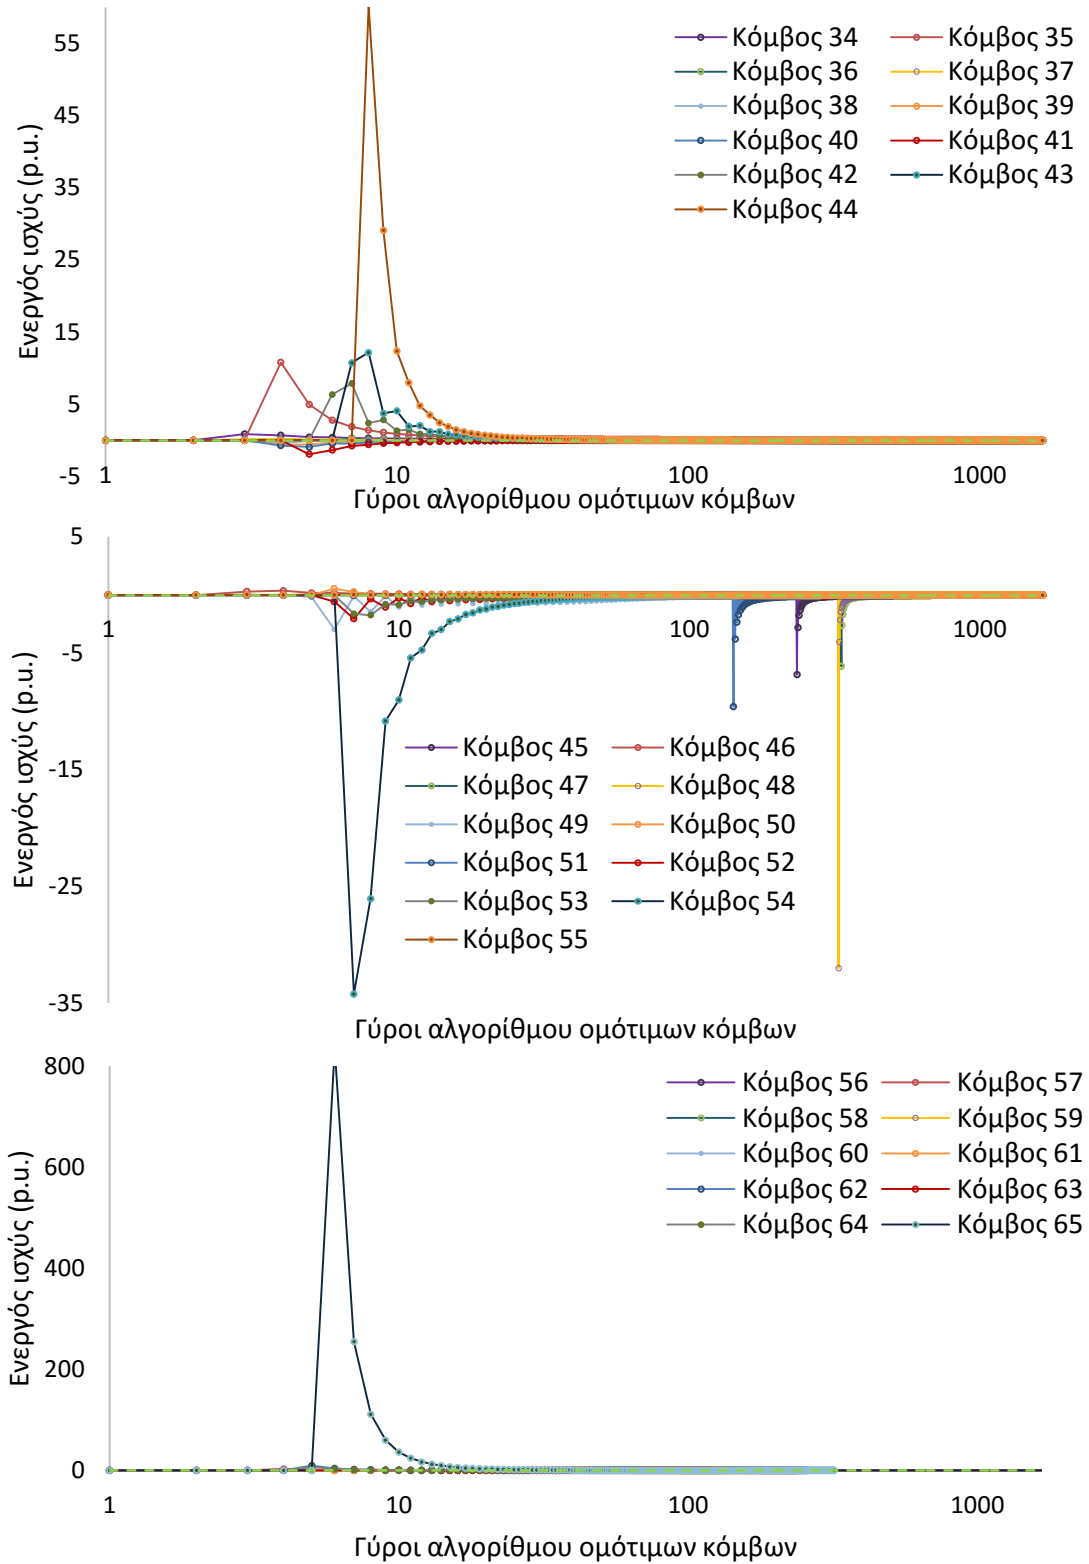 55
45
35
25
15
5
-5
Ενεργός ισχύς (p.u.)
Κόμβος 34 Κόμβος 35
Κόμβος 36 Κόμβος 37
Κόμβος 38 Κόμβος 39
Κόμβος 40 Κόμβος 41
Κόμβος 42 Κόμβος 43
Κόμβος 44
1 10 100 1000
Γύροι αλγορίθμου ομότιμων κόμβων
5
-5
-15
-25
-35
Ενεργός ισχύς (p.u.)
1 10 100 1000
Κόμβος 45 Κόμβος 46
Κόμβος 47 Κόμβος 48
Κόμβος 49 Κόμβος 50
Κόμβος 51 Κόμβος 52
Κόμβος 53 Κόμβος 54
Κόμβος 55
Γύροι αλγορίθμου ομότιμων κόμβων
800
600
400
200
0
Ενεργός ισχύς (p.u.)
Κόμβος 56 Κόμβος 57
Κόμβος 58 Κόμβος 59
Κόμβος 60 Κόμβος 61
Κόμβος 62 Κόμβος 63
Κόμβος 64 Κόμβος 65
1 10 100 1000
Γύροι αλγορίθμου ομότιμων κόμβων